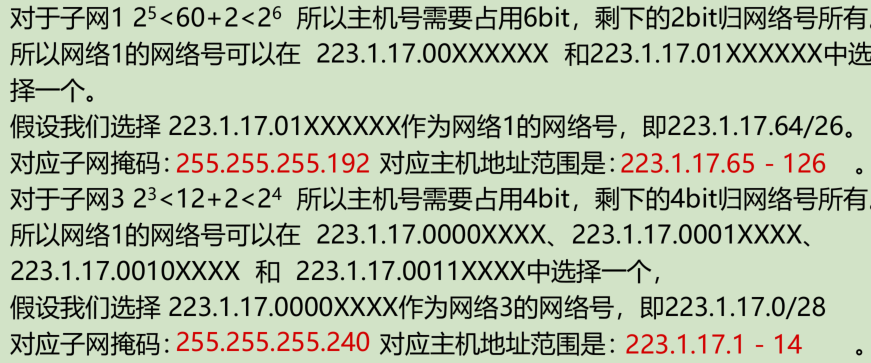 对于子网1 2⁵<60+2<2⁶ 所以主机号需要占用6bit，剩下的2bit归网络号所有。
所以网络1的网络号可以在 223.1.17.00XXXXXX 和223.1.17.01XXXXXX中选
择一个。
假设我们选择 223.1.17.01XXXXXX作为网络1的网络号，即223.1.17.64/26。
对应子网掩码：255.255.255.192 对应主机地址范围是：223.1.17.65 - 126 。
对于子网3 2³<12+2<2⁴ 所以主机号需要占用4bit，剩下的4bit归网络号所有。
所以网络1的网络号可以在 223.1.17.0000XXXX、223.1.17.0001XXXX、
223.1.17.0010XXXX 和 223.1.17.0011XXXX中选择一个，
假设我们选择 223.1.17.0000XXXX作为网络3的网络号，即223.1.17.0/28
对应子网掩码：255.255.255.240 对应主机地址范围是：223.1.17.1 - 14 。